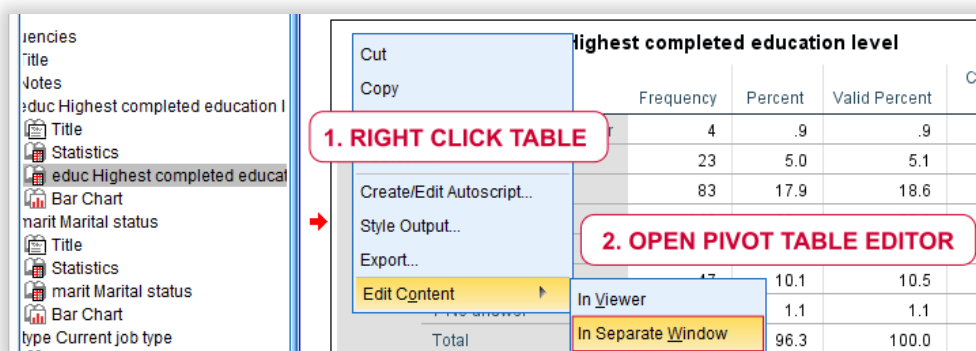 uencies
Title
Notes
educ Highest completed education l
Title
Statistics
educ Highest completed educat
Bar Chart
marit Marital status
Title
Statistics
marit Marital status
Bar Chart
type Current job type
Cut
Copy
1. RIGHT CLICK TABLE
Create/Edit Autoscript...
Style Output...
Export...
Edit Content
In Viewer
In Separate Window
2. OPEN PIVOT TABLE EDITOR
Highest completed education level
Frequency Percent Valid Percent C
r 4 .9 .9
23 5.0 5.1
83 17.9 18.6
47 10.1 10.5
1.1 1.1
Total 96.3 100.0